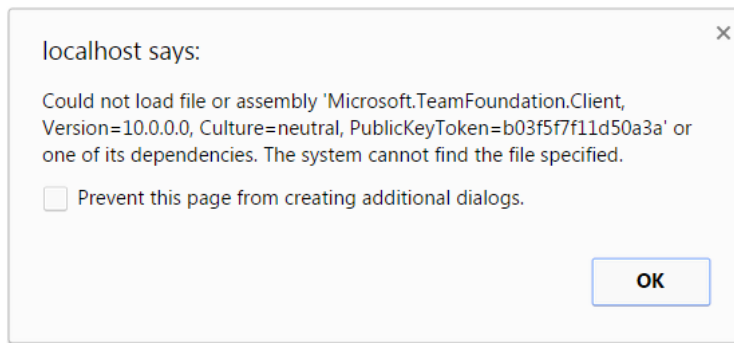 localhost says:
Could not load file or assembly 'Microsoft.TeamFoundation.Client,
Version=10.0.0.0, Culture=neutral, PublicKeyToken=b03f5f7f11d50a3a' or
one of its dependencies. The system cannot find the file specified.
Prevent this page from creating additional dialogs.
OK